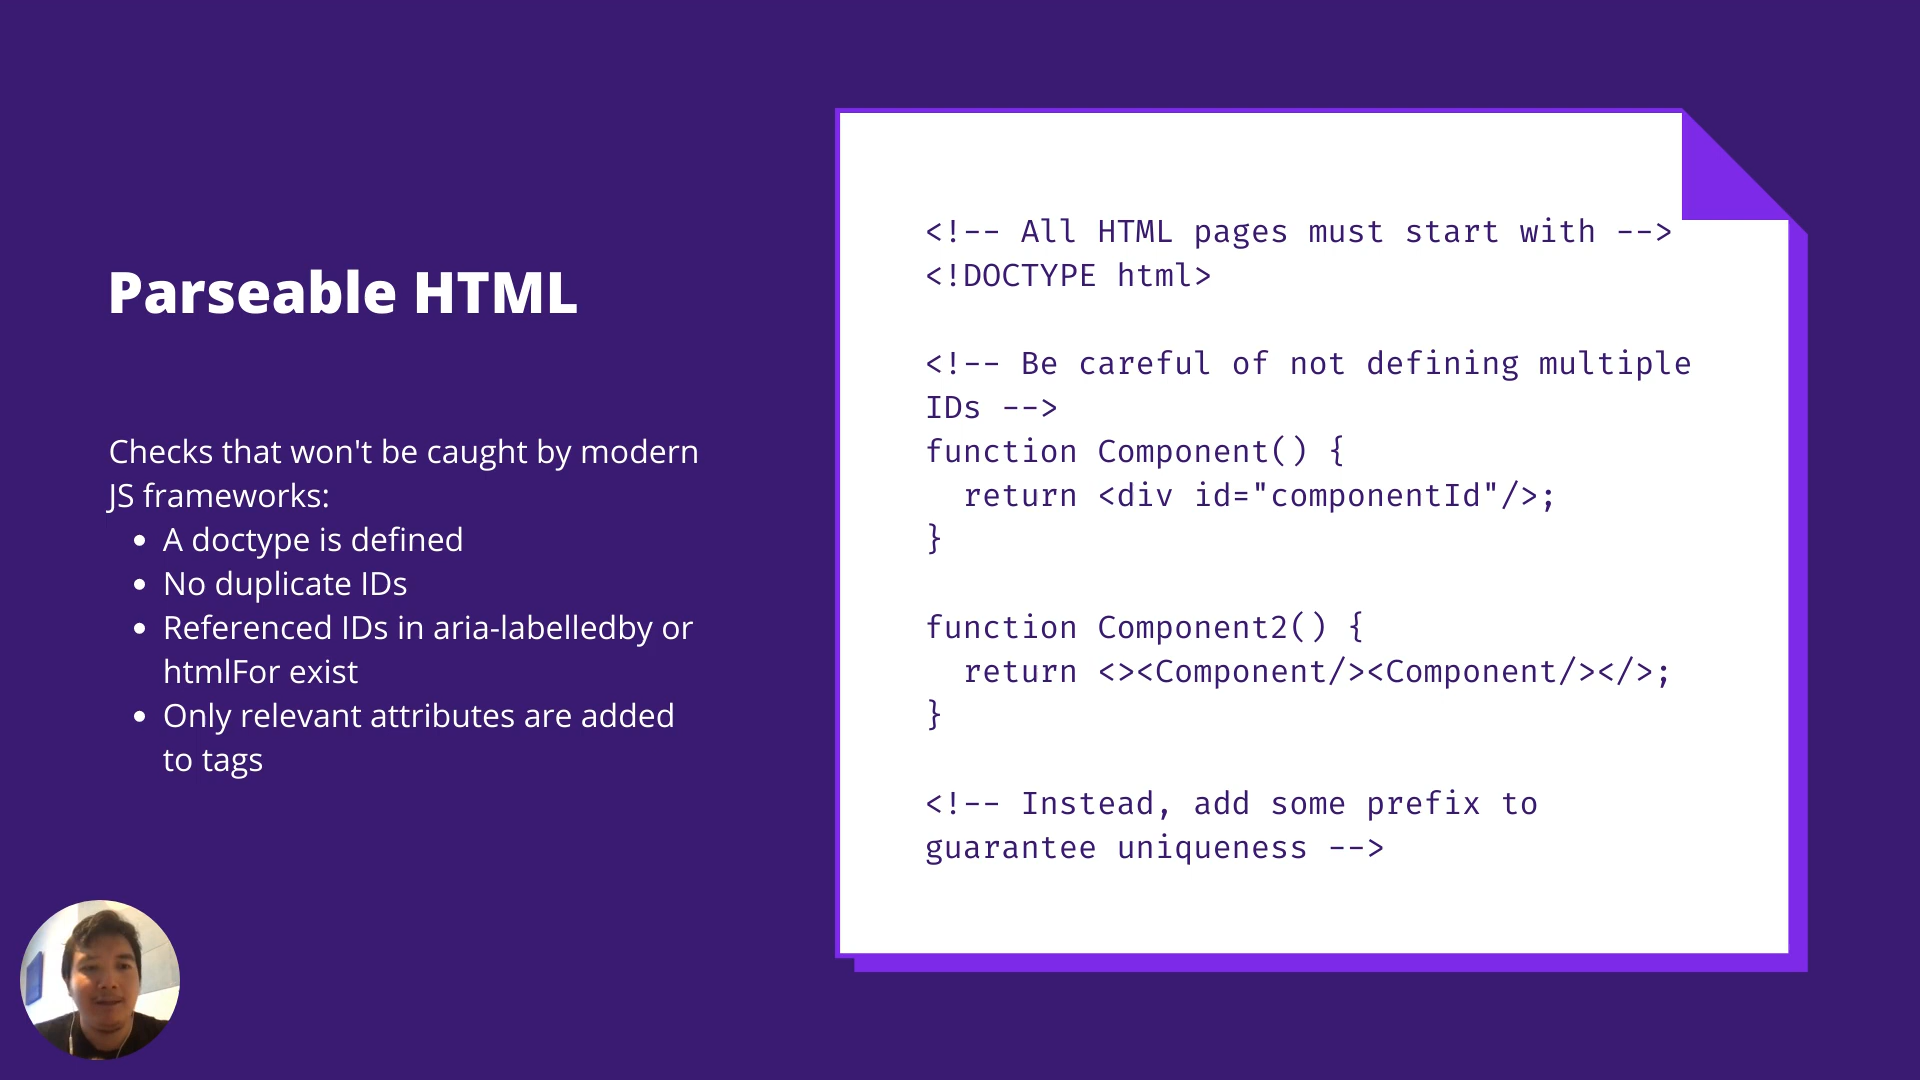 Parseable HTML
Checks that won't be caught by modern
JS frameworks:
• A doctype is defined
• No duplicate IDs
• Referenced IDs in aria-labelledby or
htmlFor exist
• Only relevant attributes are added
to tags
<!-- All HTML pages must start with -->
<!DOCTYPE html>
<!-- Be careful of not defining multiple
IDs -->
function Component() {
  return <div id="componentId"/>;
}
function Component2() {
  return <><Component/><Component/></>;
}
<!-- Instead, add some prefix to
guarantee uniqueness -->